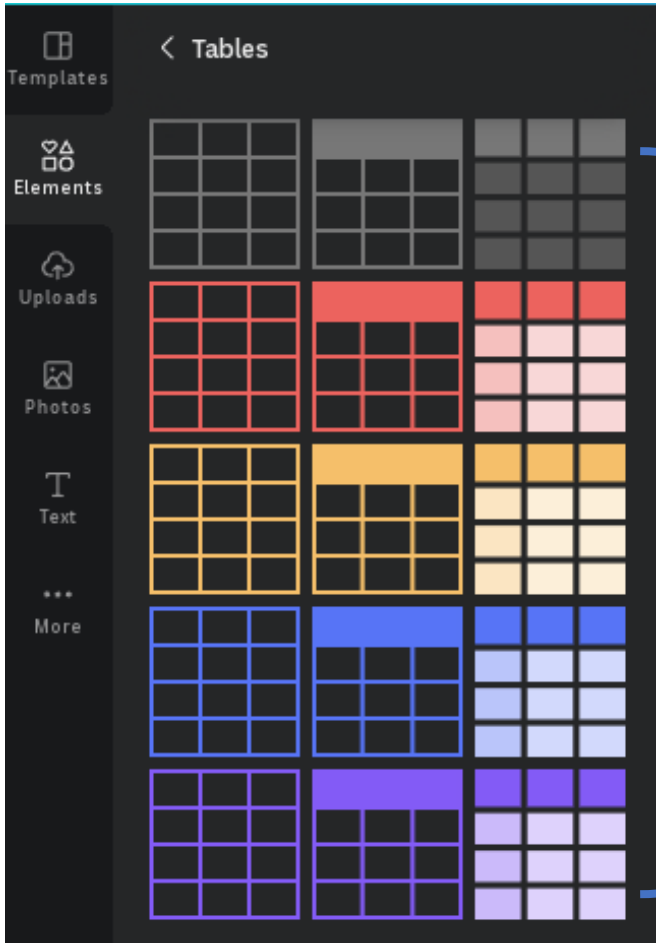 Templates
Elements
Uploads
Photos
Text
More
Tables